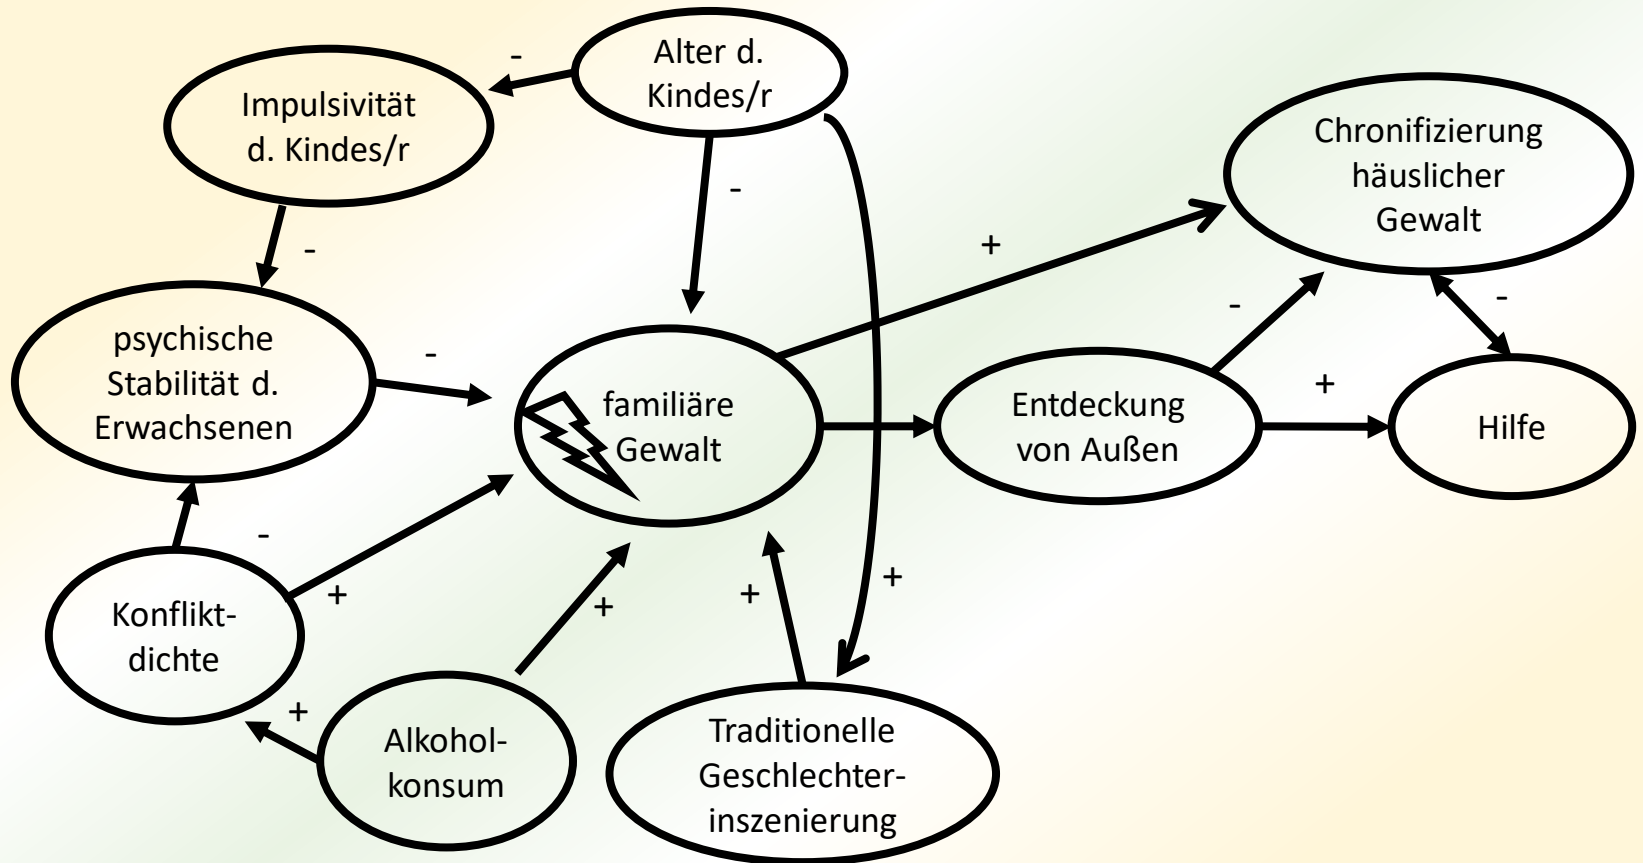 Alter d.
Kindes/r
-
Impulsivität
d. Kindes/r
-
-
Chronifizierung
häuslicher
Gewalt
+
-
-
psychische
Stabilität d.
Erwachsenen
-
familiäre
Gewalt
Entdeckung
von Außen
+
Hilfe
-
Konflikt-
dichte
+
+
+
+
+
Alkohol-
konsum
Traditionelle
Geschlechter-
inszenierung